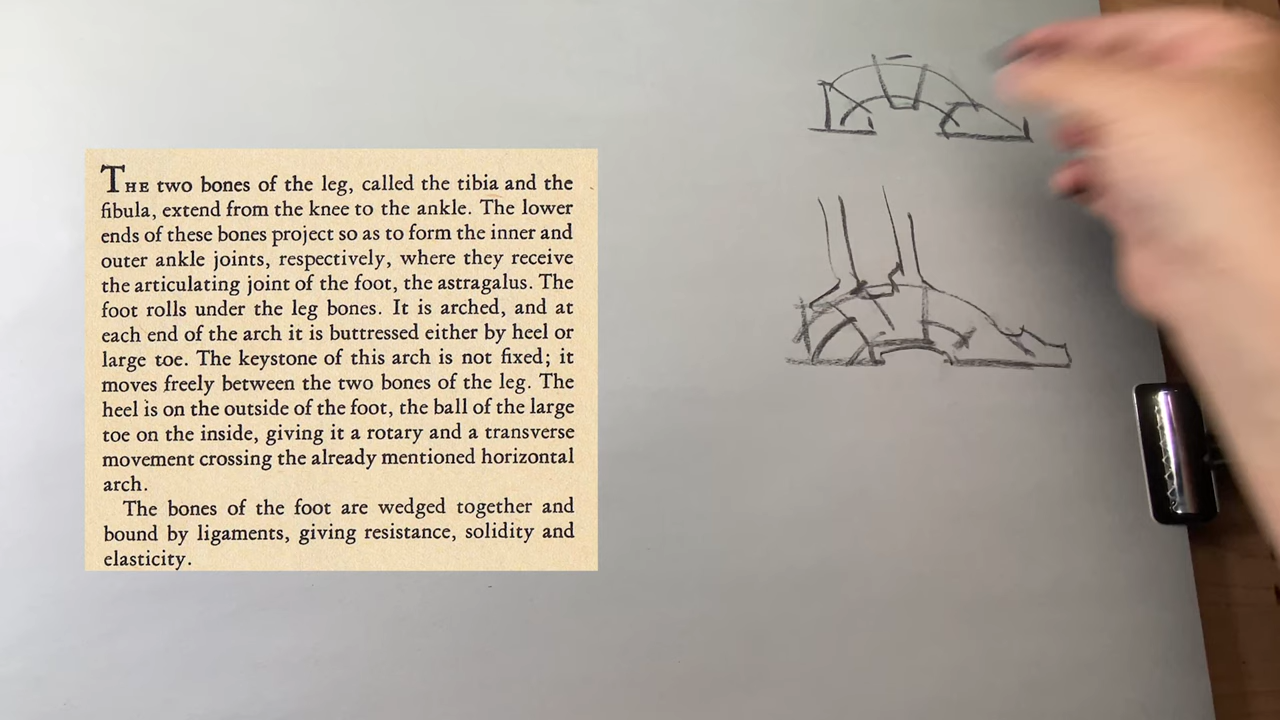 THE two bones of the leg, called the tibia and the
fibula, extend from the knee to the ankle. The lower
ends of these bones project so as to form the inner and
outer ankle joints, respectively, where they receive
the articulating joint of the foot, the astragalus. The
foot rolls under the leg bones. It is arched, and at
each end of the arch it is buttressed either by heel or
large toe. The keystone of this arch is not fixed; it
moves freely between the two bones of the leg. The
heel is on the outside of the foot, the ball of the large
toe on the inside, giving it a rotary and a transverse
movement crossing the already mentioned horizontal
arch.
The bones of the foot are wedged together and
bound by ligaments, giving resistance, solidity and
elasticity.